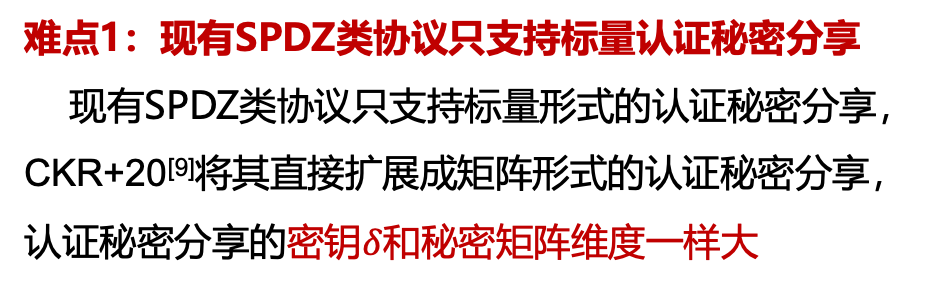 难点1：现有SPDZ类协议只支持标量认证秘密分享
现有SPDZ类协议只支持标量形式的认证秘密分享，
CKR+20[9]将其直接扩展成矩阵形式的认证秘密分享，
认证秘密分享的密钥δ和秘密矩阵维度一样大